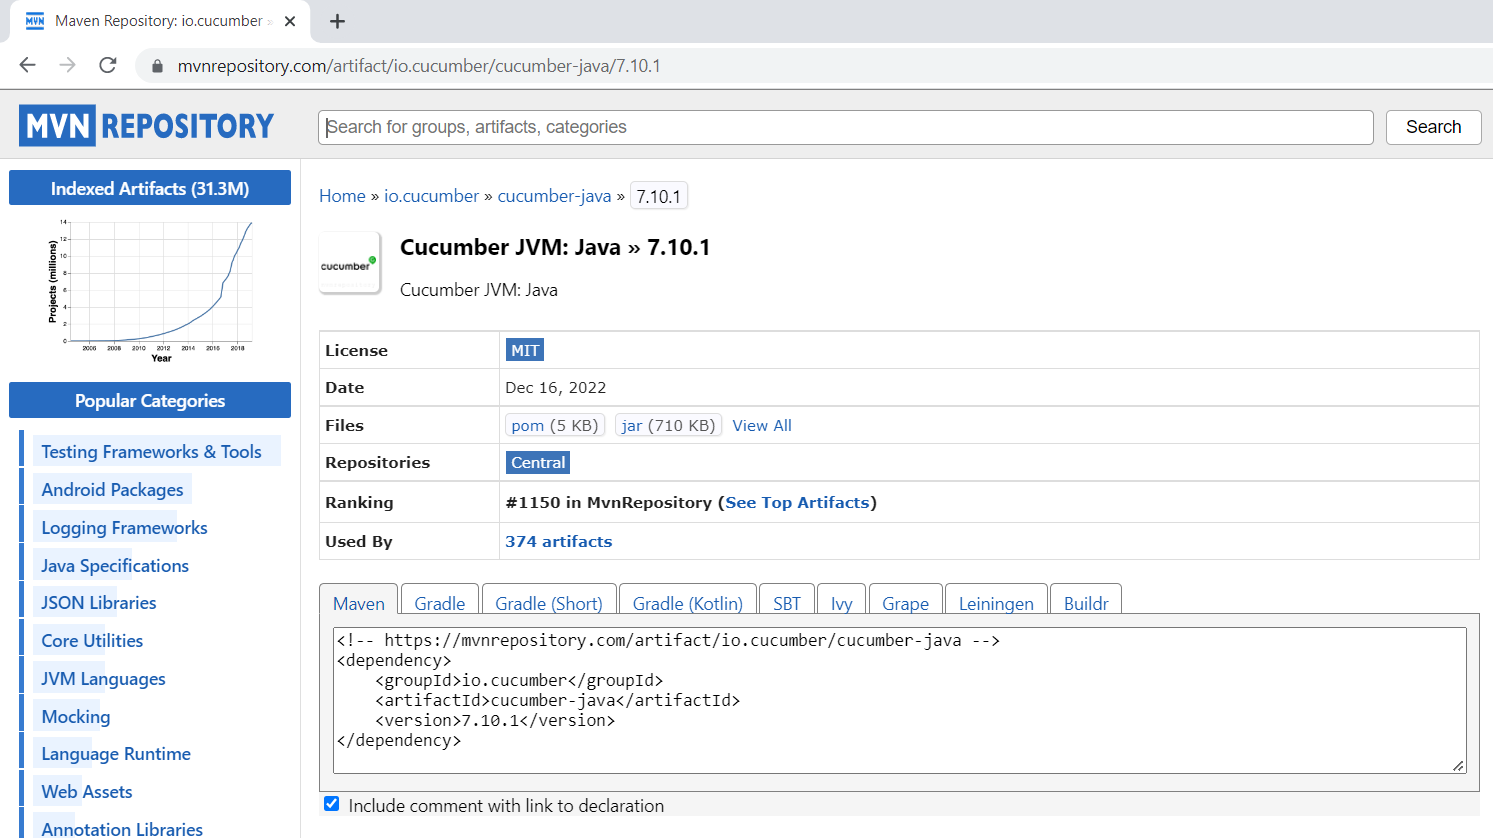 MVN Maven Repository: io.cucumber »
mvnrepository.com/artifact/io.cucumber/cucumber-java/7.10.1
MVN REPOSITORY
Search for groups, artifacts, categories
Search
Indexed Artifacts (31.3M)
Projects (millions)
14
12
10
8
6
4
2
0
2006 2008 2010 2012 2014 2016 2018
Year
Popular Categories
Testing Frameworks & Tools
Android Packages
Logging Frameworks
Java Specifications
JSON Libraries
Core Utilities
JVM Languages
Mocking
Language Runtime
Web Assets
Annotation Libraries
Home » io.cucumber » cucumber-java » 7.10.1
cucumber
Cucumber JVM: Java » 7.10.1
Cucumber JVM: Java
License MIT
Date Dec 16, 2022
Files pom (5 KB) jar (710 KB) View All
Repositories Central
Ranking #1150 in MvnRepository (See Top Artifacts)
Used By 374 artifacts
Maven Gradle Gradle (Short) Gradle (Kotlin) SBT Ivy Grape Leiningen Buildr
<!-- https://mvnrepository.com/artifact/io.cucumber/cucumber-java -->
<dependency>
    <groupId>io.cucumber</groupId>
    <artifactId>cucumber-java</artifactId>
    <version>7.10.1</version>
</dependency>
Include comment with link to declaration